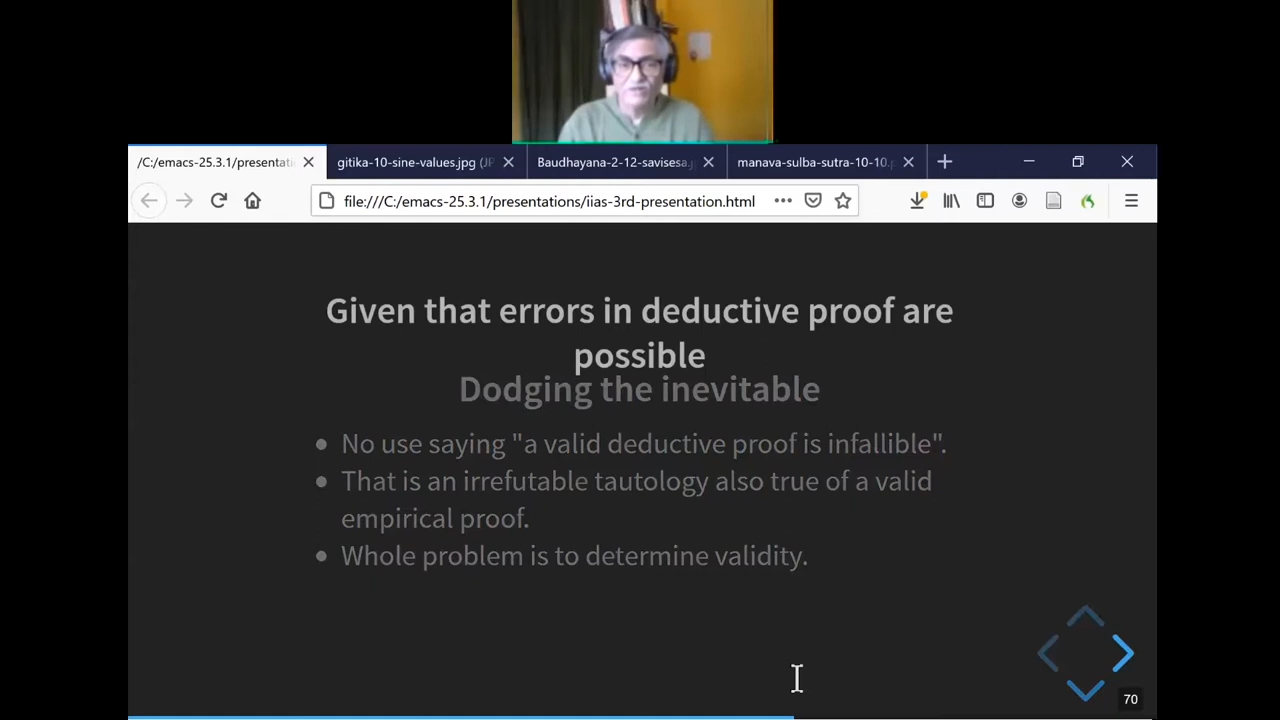 /C:/emacs-25.3.1/presentati
gitika-10-sine-values.jpg (JP
Baudhayana-2-12-savisesa.j
manava-sulba-sutra-10-10.
file:///C:/emacs-25.3.1/presentations/iias-3rd-presentation.html
Given that errors in deductive proof are
possible
Dodging the inevitable
• No use saying "a valid deductive proof is infallible".
• That is an irrefutable tautology also true of a valid
empirical proof.
• Whole problem is to determine validity.
70